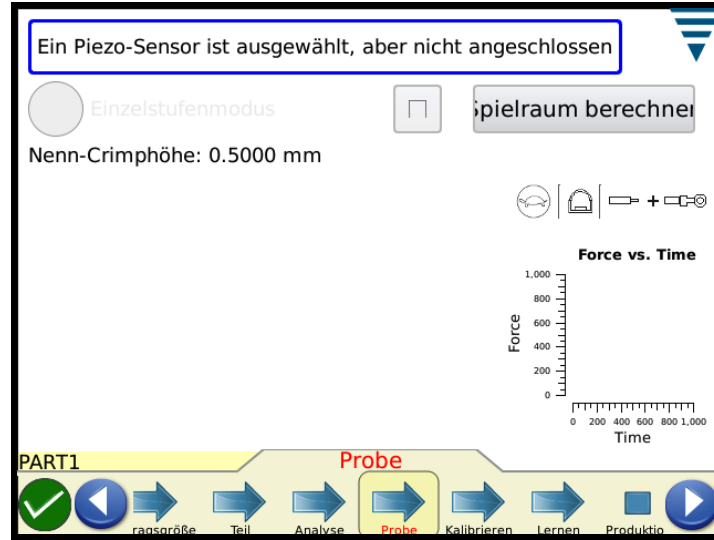 Ein Piezo-Sensor ist ausgewählt, aber nicht angeschlossen
Einzelstufenmodus
Spielraum berechnen
Nenn-Crimphöhe: 0.5000 mm
Force vs. Time
Force
1,000
800
600
400
200
0
0 200 400 600 800 1,000
Time
PART1
Probe
ragsgröße Teil Analyse Probe Kalibrieren Lernen Produktio